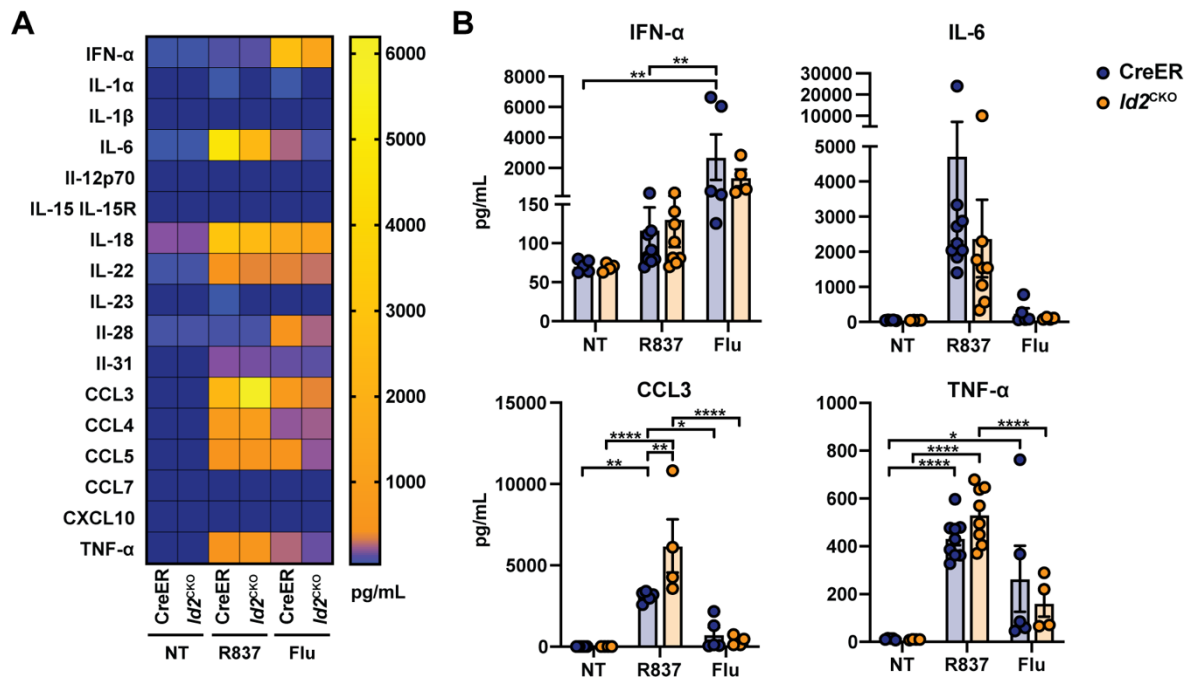 A
IFN-α
IL-1α
IL-1β
IL-6
Il-12p70
IL-15 IL-15R
IL-18
IL-22
IL-23
Il-28
Il-31
CCL3
CCL4
CCL5
CCL7
CXCL10
TNF-α
CreER
Id2CKO
CreER
Id2CKO
CreER
Id2CKO
NT
R837
Flu
6000
5000
4000
3000
2000
1000
pg/mL
B
IFN-α
pg/mL
8000
6000
4000
2000
150
100
50
0
**
**
NT R837 Flu
IL-6
30000
20000
10000
5000
4000
3000
2000
1000
0
NT R837 Flu
CreER
Id2CKO
CCL3
pg/mL
15000
10000
5000
0
****
*
****
**
**
NT R837 Flu
TNF-α
1000
800
600
400
200
0
****
*
****
****
NT R837 Flu